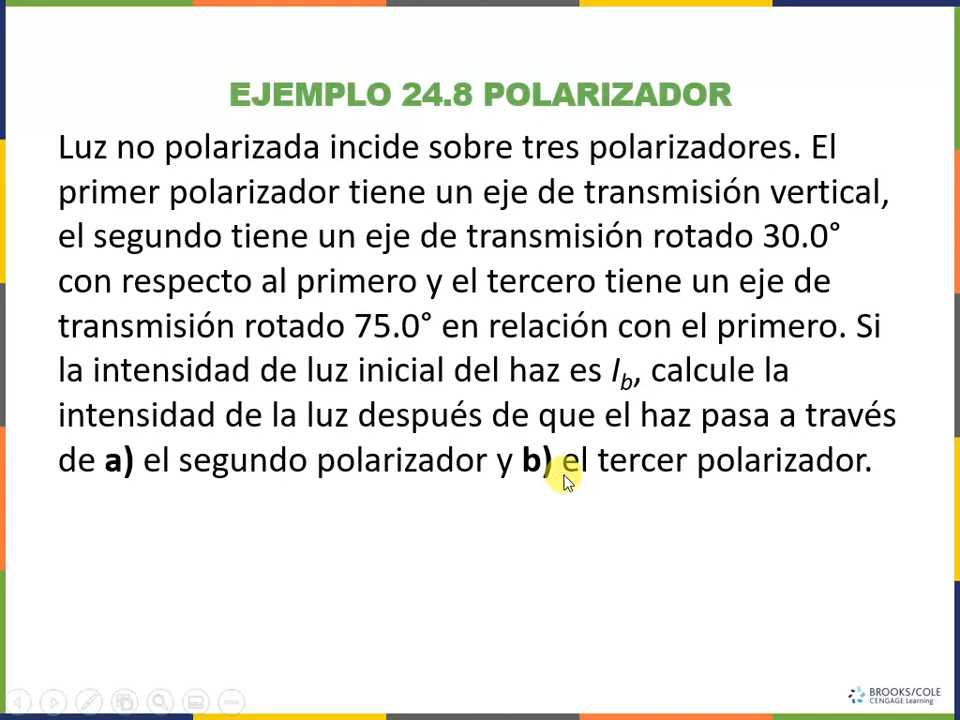 EJEMPLO 24.8 POLARIZADOR
Luz no polarizada incide sobre tres polarizadores. El
primer polarizador tiene un eje de transmisión vertical,
el segundo tiene un eje de transmisión rotado 30.0°
con respecto al primero y el tercero tiene un eje de
transmisión rotado 75.0° en relación con el primero. Si
la intensidad de luz inicial del haz es I_b, calcule la
intensidad de la luz después de que el haz pasa a través
de a) el segundo polarizador y b) el tercer polarizador.
BROOKS/COLE
CENGAGE Learning™